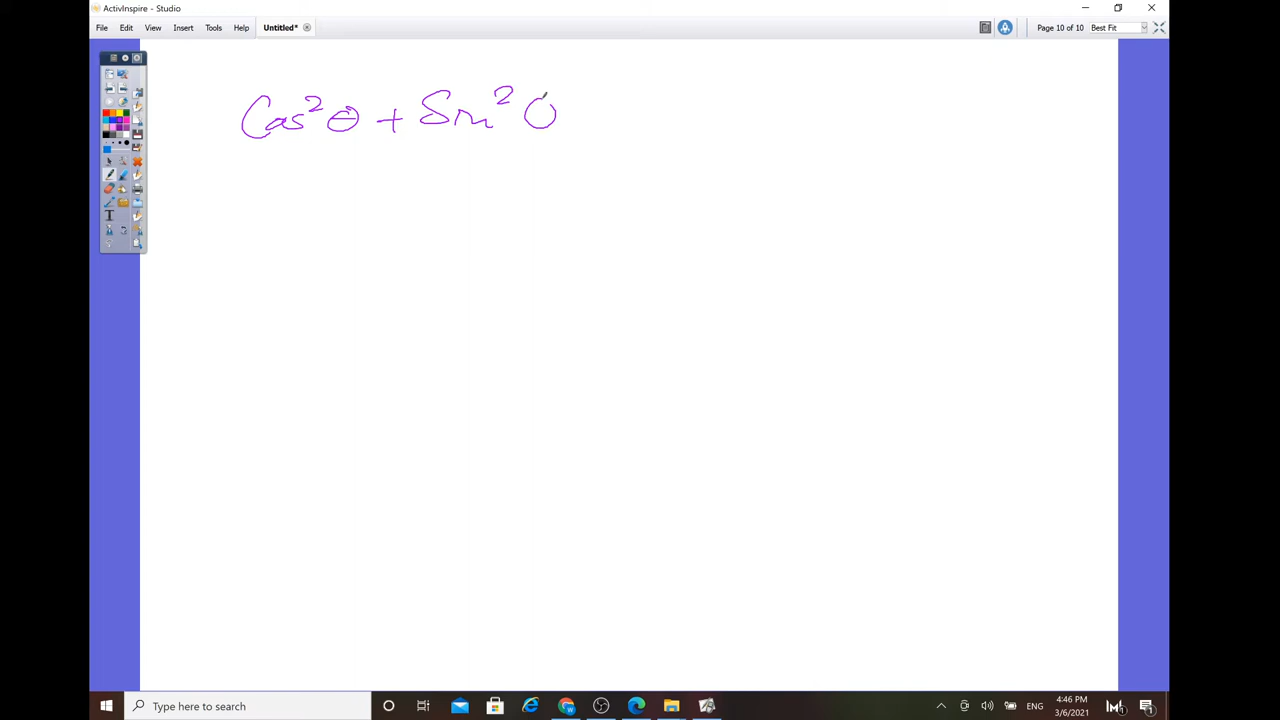 ActivInspire - Studio
File Edit View Insert Tools Help Untitled* Page 10 of 10 Best Fit
Cos²θ + Sin² O
T
Type here to search
4:46 PM
ENG
3/6/2021